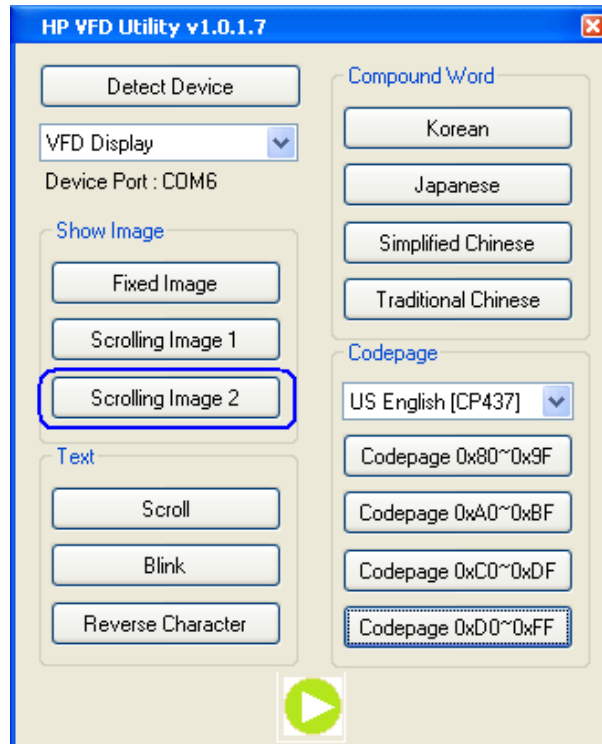 HP VFD Utility v1.0.1.7
Detect Device
VFD Display
Device Port : COM6
Show Image
Fixed Image
Scrolling Image 1
Scrolling Image 2
Text
Scroll
Blink
Reverse Character
Compound Word
Korean
Japanese
Simplified Chinese
Traditional Chinese
Codepage
US English [CP437]
Codepage 0x80~0x9F
Codepage 0xA0~0xBF
Codepage 0xC0~0xDF
Codepage 0xD0~0xFF